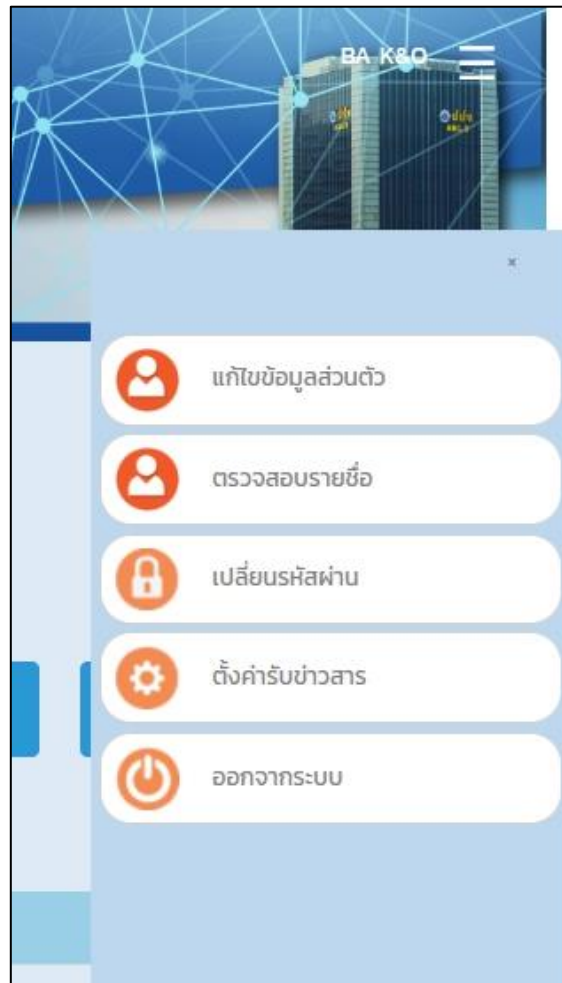 BA K&O
×
แก้ไขข้อมูลส่วนตัว
ตรวจสอบรายชื่อ
เปลี่ยนรหัสผ่าน
ตั้งค่ารับข่าวสาร
ออกจากระบบ